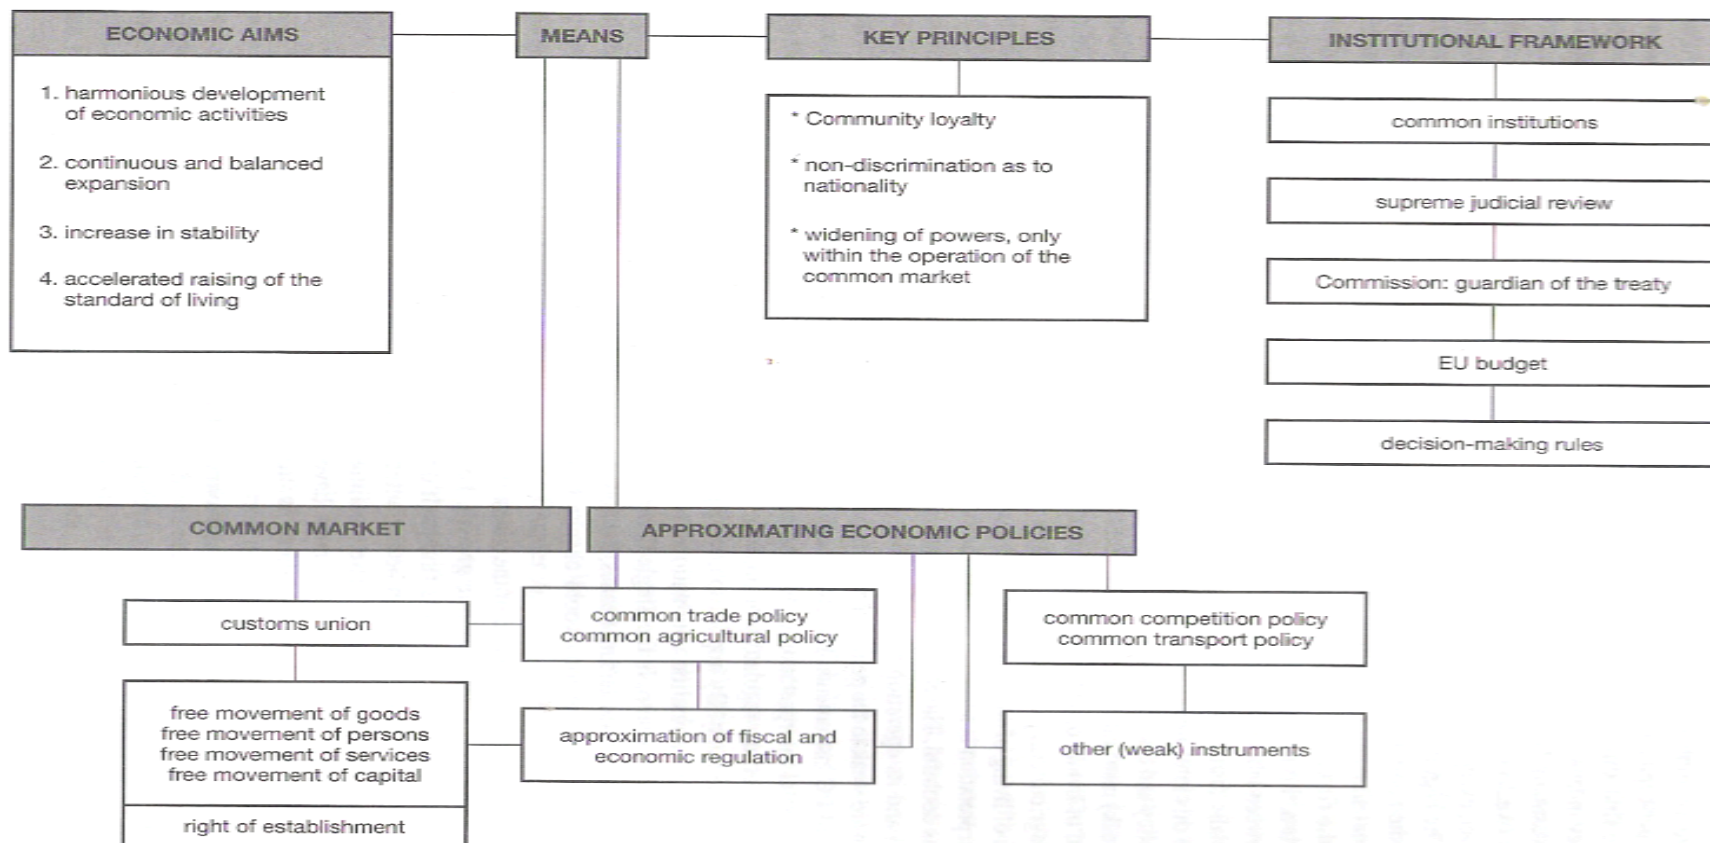 ECONOMIC AIMS
1. harmonious development
of economic activities
2. continuous and balanced
expansion
3. increase in stability
4. accelerated raising of the
standard of living
MEANS
KEY PRINCIPLES
* Community loyalty
* non-discrimination as to
nationality
* widening of powers, only
within the operation of the
common market
INSTITUTIONAL FRAMEWORK
common institutions
supreme judicial review
Commission: guardian of the treaty
EU budget
decision-making rules
COMMON MARKET
customs union
free movement of goods
free movement of persons
free movement of services
free movement of capital
right of establishment
APPROXIMATING ECONOMIC POLICIES
common trade policy
common agricultural policy
approximation of fiscal and
economic regulation
common competition policy
common transport policy
other (weak) instruments